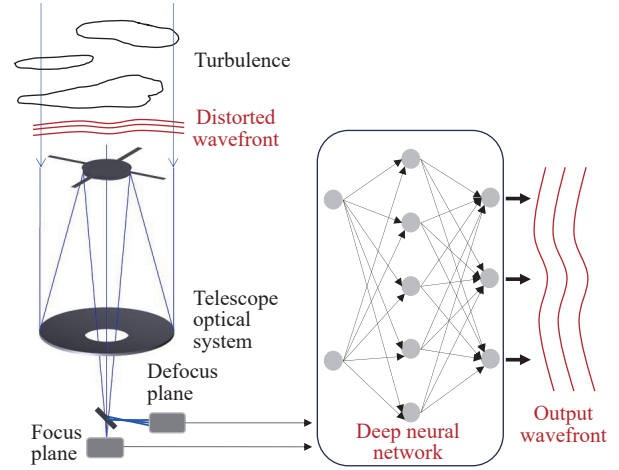 Turbulence
Distorted
wavefront
Telescope
optical
system
Defocus
plane
Focus
plane
Deep neural
network
Output
wavefront